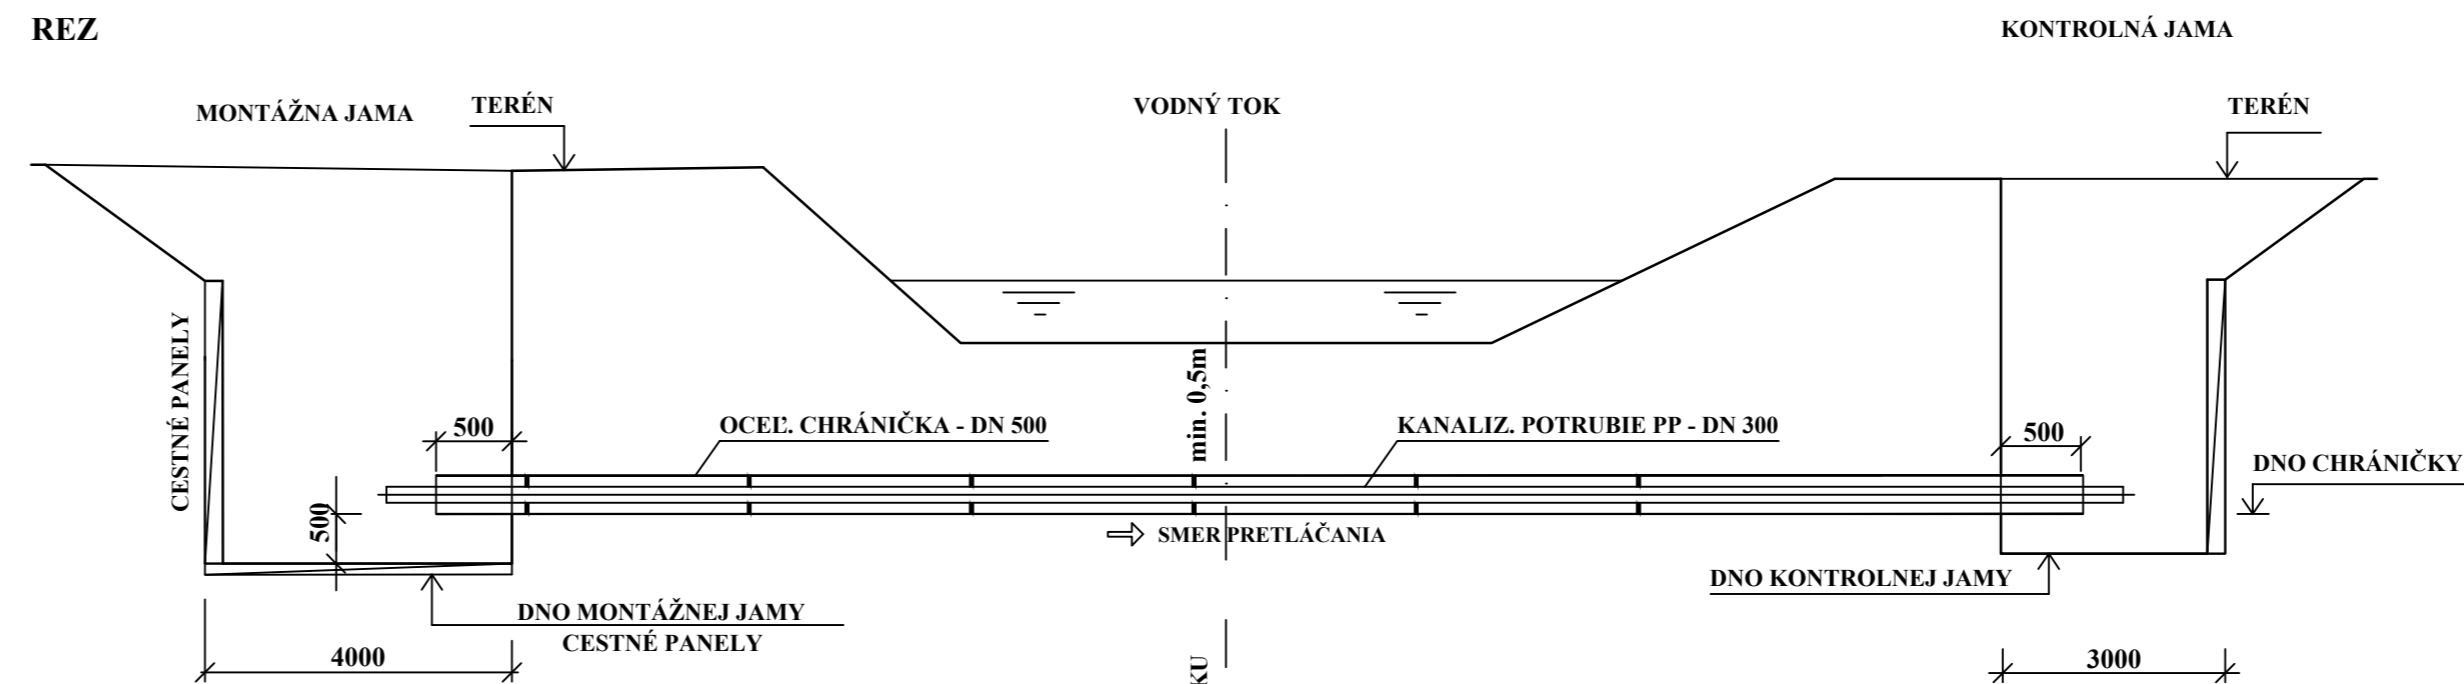 REZ
KONTROLNÁ JAMA
MONTÁŽNA JAMA
TERÉN
VODNÝ TOK
TERÉN
CESTNÉ PANELY
min. 0,5m
500
OCEĽ. CHRÁNIČKA - DN 500
KANALIZ. POTRUBIE PP - DN 300
500
DNO CHRÁNIČKY
500
SMER PRETLÁČANIA
DNO KONTROLNEJ JAMY
DNO MONTÁŽNEJ JAMY
CESTNÉ PANELY
4000
KU
3000